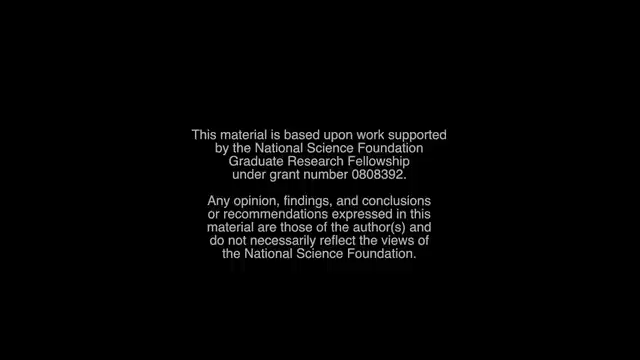 This material is based upon work supported
by the National Science Foundation
Graduate Research Fellowship
under grant number 0808392.
Any opinion, findings, and conclusions
or recommendations expressed in this
material are those of the author(s) and
do not necessarily reflect the views of
the National Science Foundation.